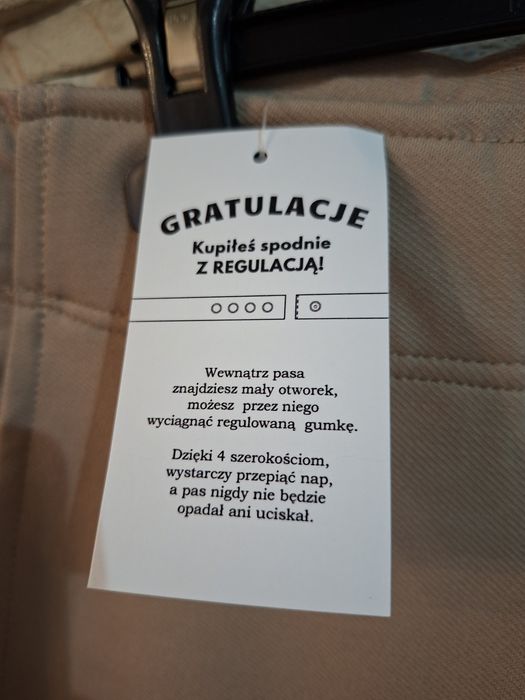 GRATULACJE
Kupiłeś spodnie
Z REGULACJĄ!
Wewnątrz pasa
znajdziesz mały otworek,
możesz przez niego
wyciągnąć regulowaną gumkę.
Dzięki 4 szerokościom,
wystarczy przepiąć nap,
a pas nigdy nie będzie
opadał ani uciskał.